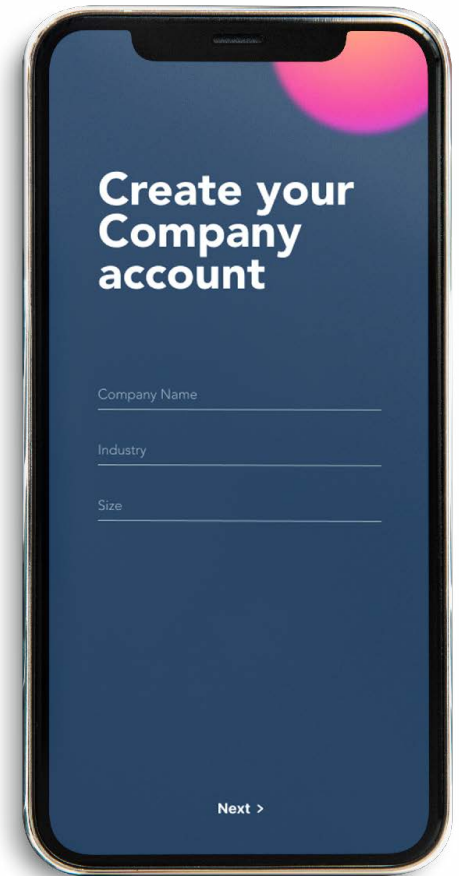 Create your
Company
account
Company Name
Industry
Size
Next >